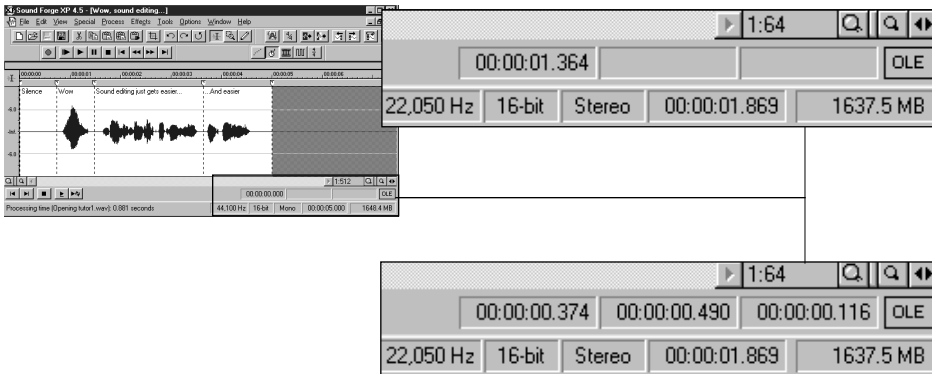 Sound Forge XP 4.5 - [Wow, sound editing...]
File Edit View Special Process Effects Tools Options Window Help
00:00:00 ,00:00:01 ,00:00:02 ,00:00:03 ,00:00:04 ,00:00:05 ,00:00:06
Silence Wow Sound editing just gets easier... ...And easier
-6.0
-Inf.
-6.0
1:512
00:00:00.000 OLE
Processing time (Opening tutor1.wav): 0.881 seconds 44,100 Hz 16-bit Mono 00:00:05.000 1648.4 MB
1:64
00:00:01.364 OLE
22,050 Hz 16-bit Stereo 00:00:01.869 1637.5 MB
1:64
00:00:00.374 00:00:00.490 00:00:00.116 OLE
22,050 Hz 16-bit Stereo 00:00:01.869 1637.5 MB